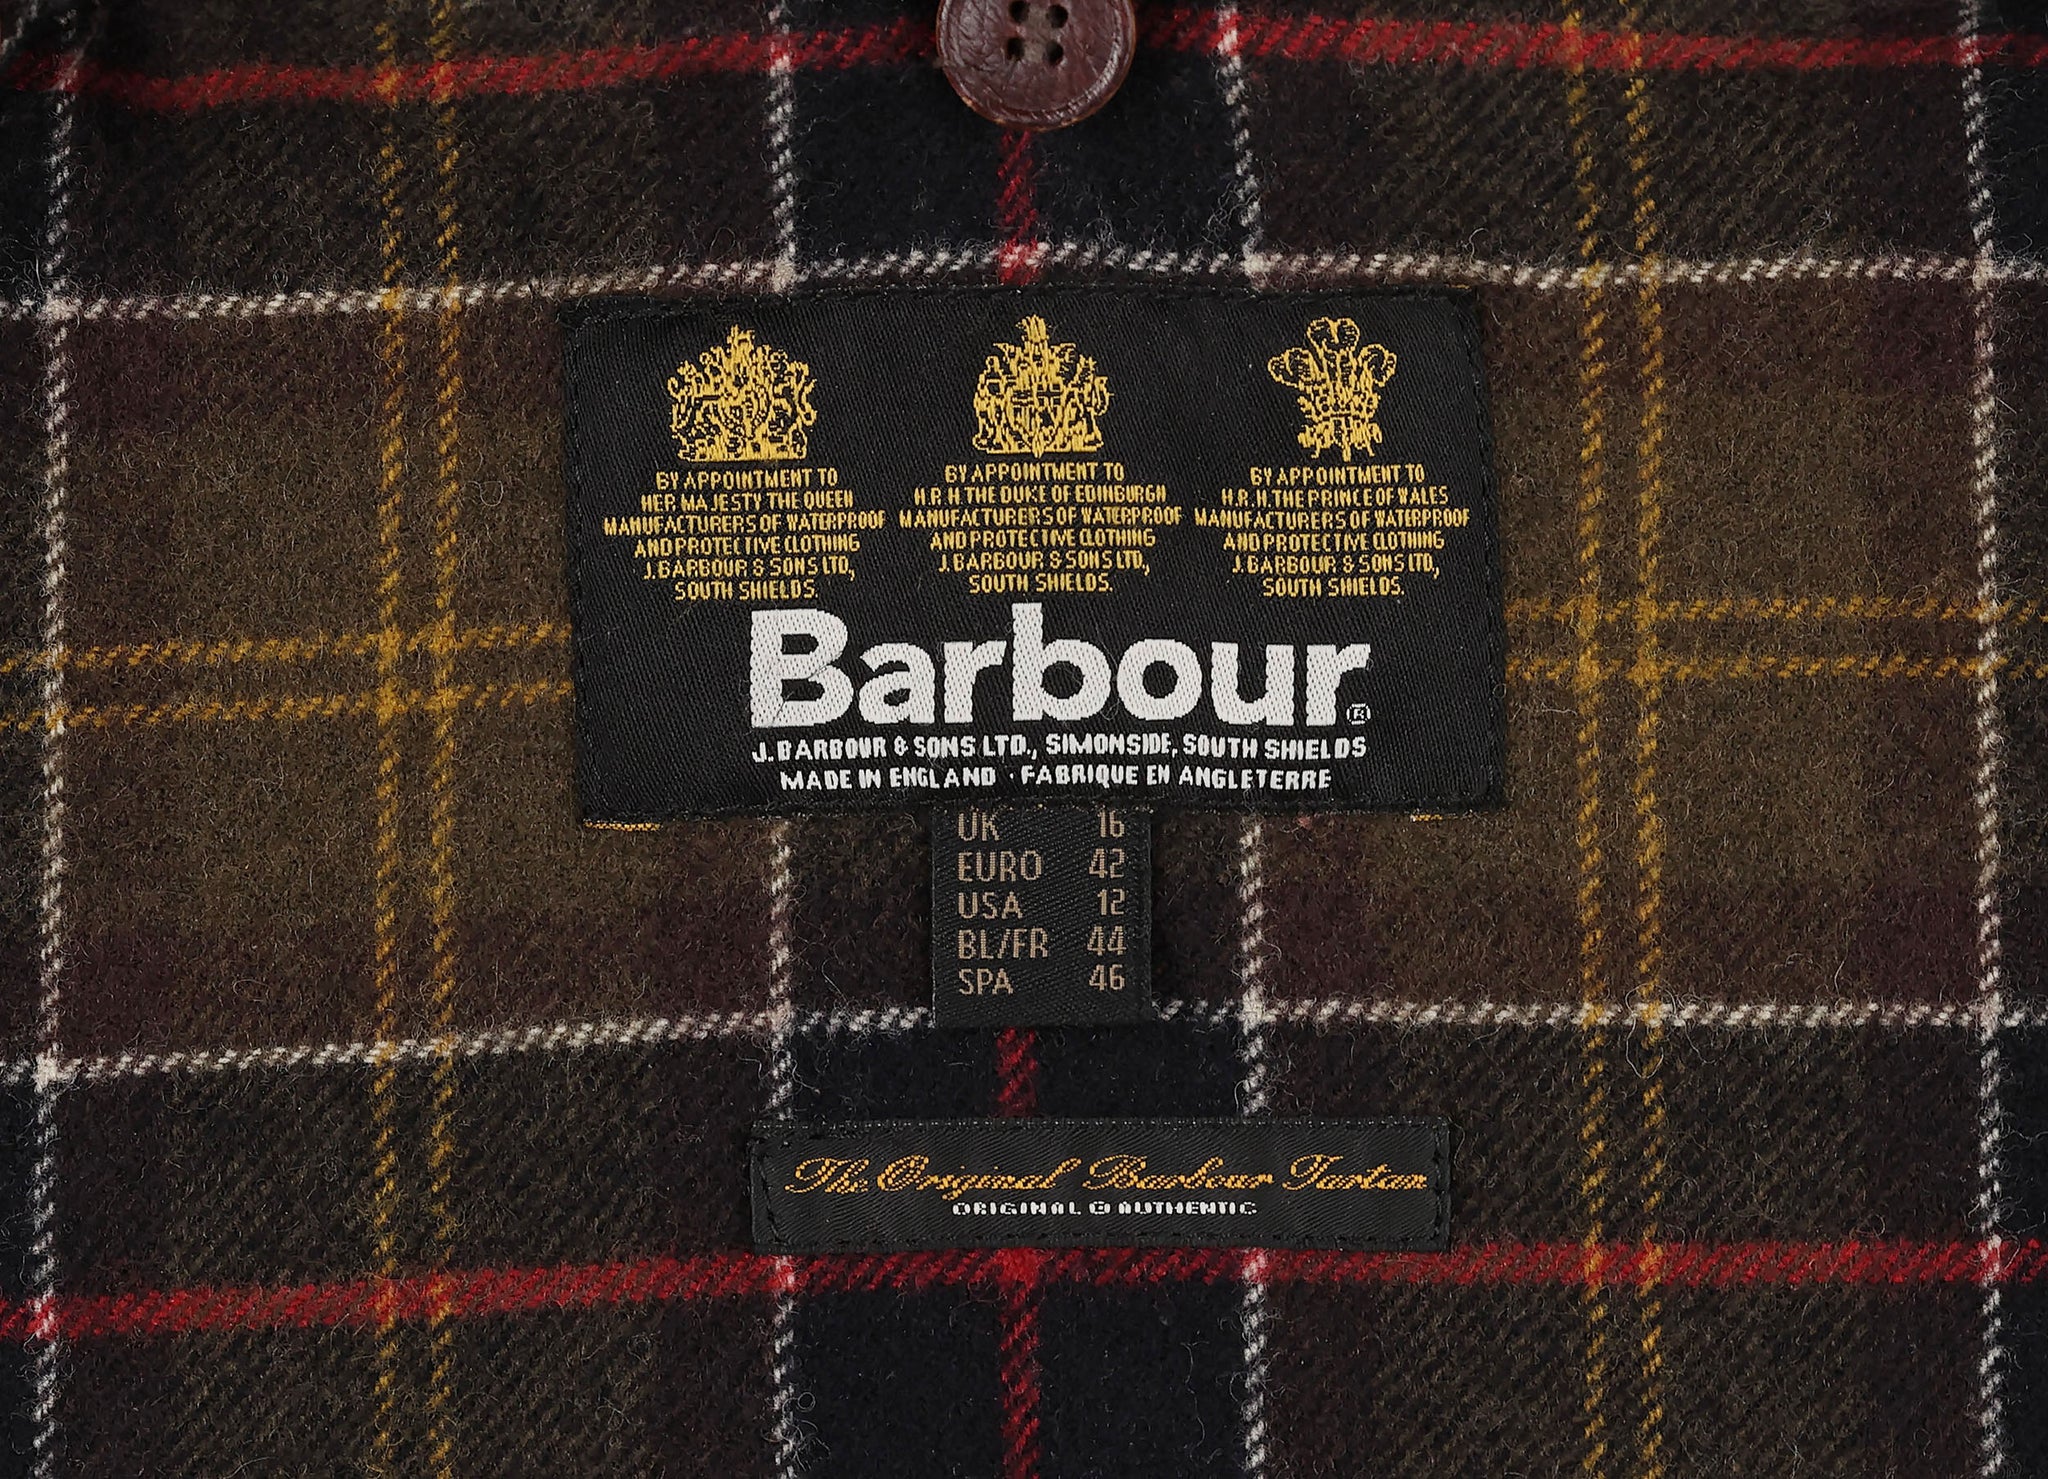 BY APPOINTMENT TO
HER MAJESTY THE QUEEN
MANUFACTURERS OF WATERPROOF
AND PROTECTIVE CLOTHING
J. BARBOUR & SONS LTD,
SOUTH SHIELDS.
BY APPOINTMENT TO
H.R.H THE DUKE OF EDINBURGH
MANUFACTURERS OF WATERPROOF
AND PROTECTIVE CLOTHING
J. BARBOUR & SONS LTD,
SOUTH SHIELDS.
BY APPOINTMENT TO
H.R.H. THE PRINCE OF WALES
MANUFACTURERS OF WATERPROOF
AND PROTECTIVE CLOTHING
J. BARBOUR & SONS LTD,
SOUTH SHIELDS.
Barbour®
J. BARBOUR & SONS LTD., SIMONSIDE, SOUTH SHIELDS
MADE IN ENGLAND · FABRIQUE EN ANGLETERRE
UK 16
EURO 42
USA 12
BL/FR 44
SPA 46
The Original Barbour Tartan
ORIGINAL & AUTHENTIC